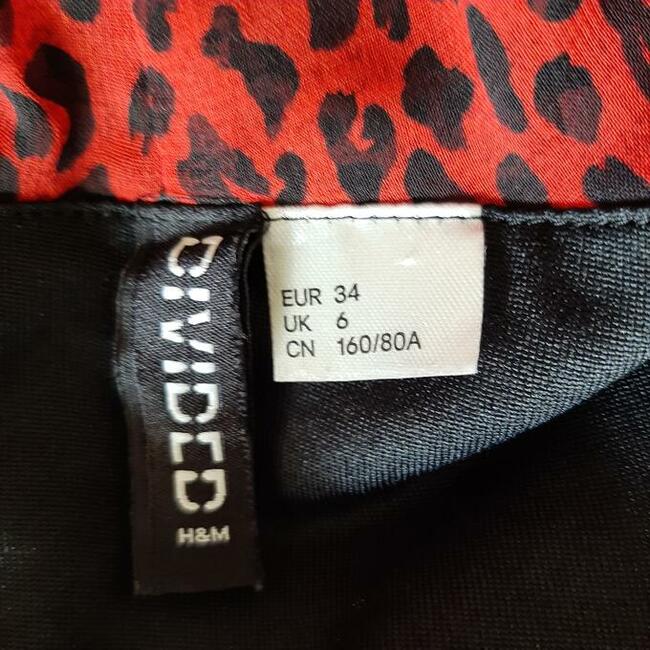 DIVIDED
H&M
EUR 34
UK 6
CN 160/80A